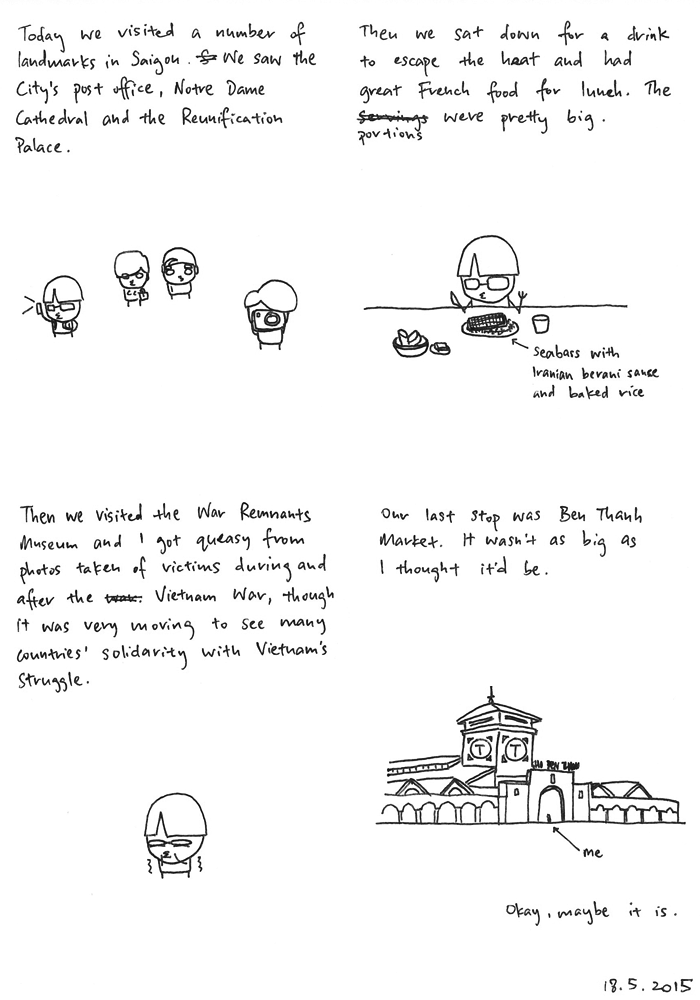 Today we visited a number of
landmarks in Saigon. We saw the
City's post office, Notre Dame
Cathedral and the Reunification
Palace.
Then we sat down for a drink
to escape the heat and had
great French food for lunch. The
Servings were pretty big.
portions
Seabass with
Iranian berani sauce
and baked rice
Then we visited the War Remnants
Museum and I got queasy from
photos taken of victims during and
after the Vietnam War, though
it was very moving to see many
countries' solidarity with Vietnam's
Struggle.
Our last stop was Ben Thanh
Market. It wasn't as big as
I thought it'd be.
T T
BEN THANH
me
Okay, maybe it is.
18.5.2015